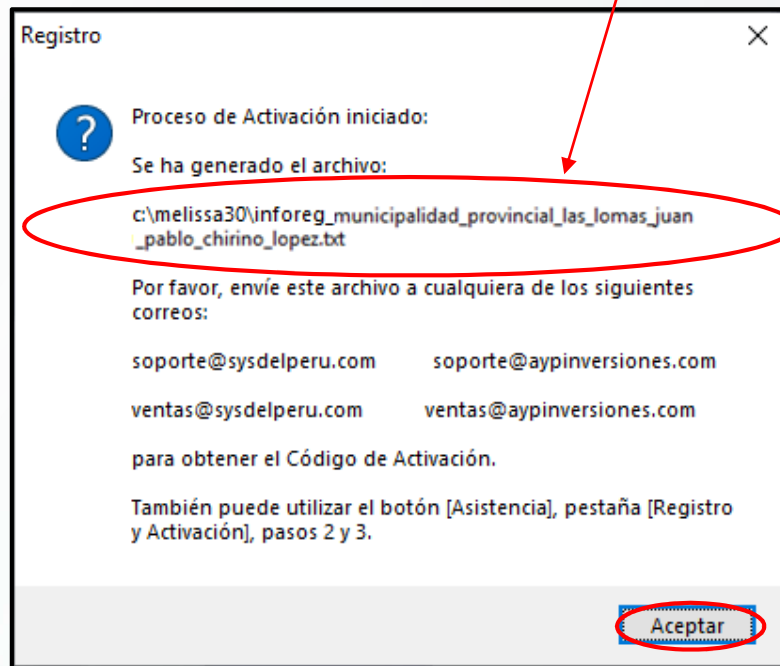 Registro
Proceso de Activación iniciado:
Se ha generado el archivo:
c:\melissa30\inforeg_municipalidad_provincial_las_lomas_juan
_pablo_chirino_lopez.txt
Por favor, envíe este archivo a cualquiera de los siguientes
correos:
soporte@sysdelperu.com soporte@aypinversiones.com
ventas@sysdelperu.com ventas@aypinversiones.com
para obtener el Código de Activación.
También puede utilizar el botón [Asistencia], pestaña [Registro
y Activación], pasos 2 y 3.
Aceptar